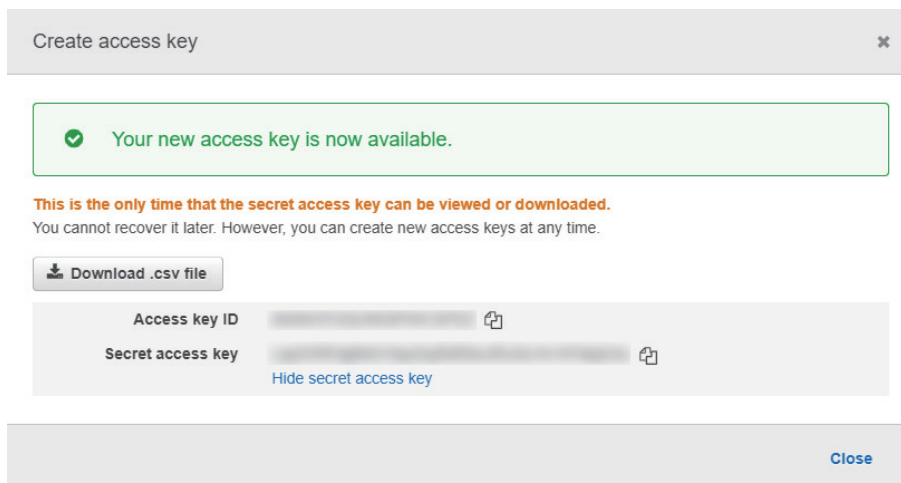 Create access key
Your new access key is now available.
This is the only time that the secret access key can be viewed or downloaded.
You cannot recover it later. However, you can create new access keys at any time.
Download .csv file
Access key ID
Secret access key
Hide secret access key
Close